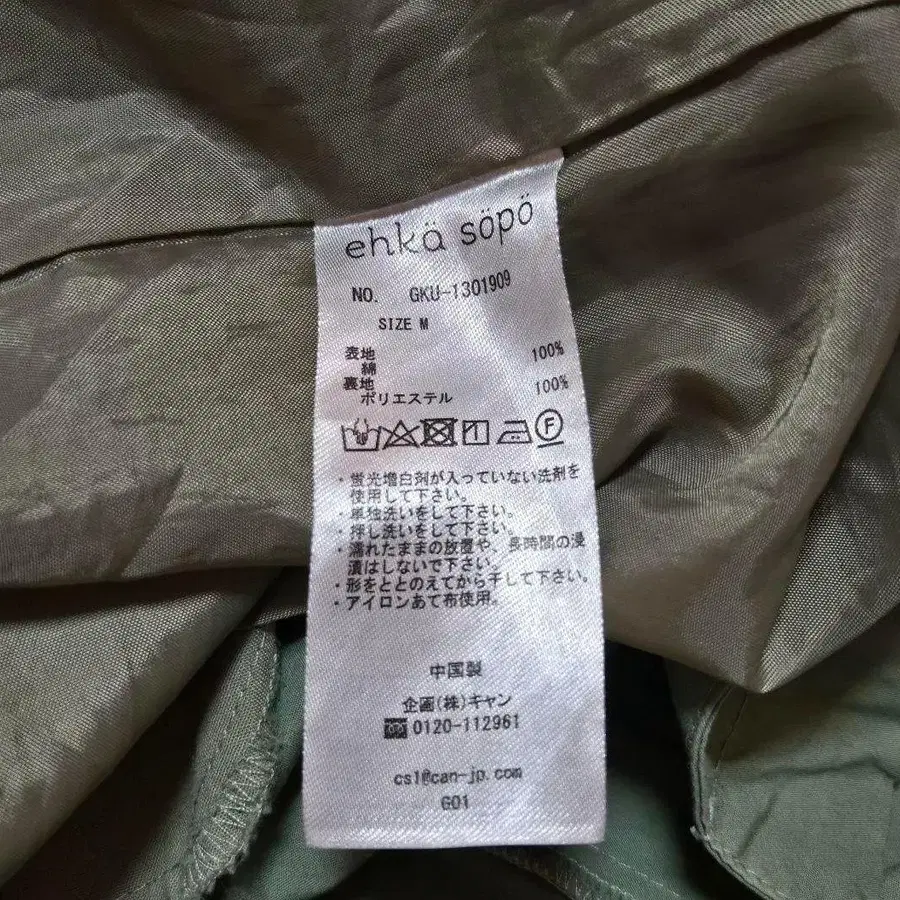 ehkä söpö
NO. GKU-1301909
SIZE M
表地
綿 100%
裏地
ポリエステル 100%
・蛍光増白剤が入っていない洗剤を
使用して下さい。
・単独洗いをして下さい。
・押し洗いをして下さい。
・濡れたままの放置や、長時間の浸
漬はしないで下さい。
・形をととのえてから干して下さい。
・アイロンあて布使用。
中国製
企画(株)キャン
0120-112961
cs1@can-jp.com
G01